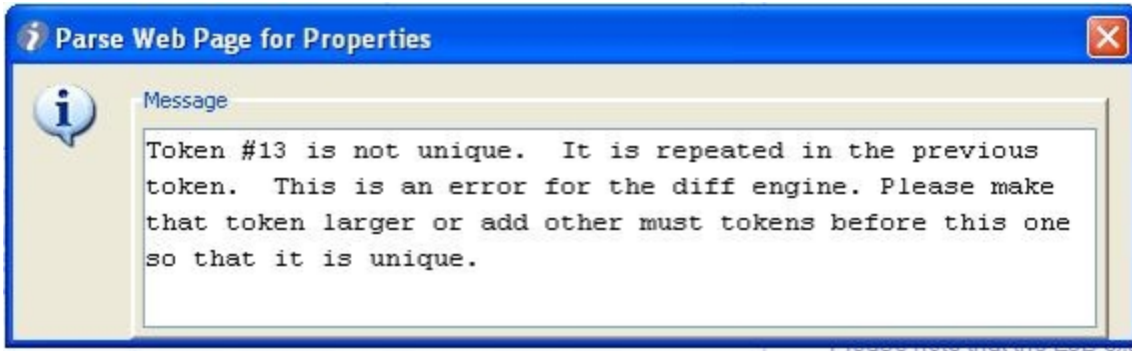 Parse Web Page for Properties
Message
Token #13 is not unique.  It is repeated in the previous
token.  This is an error for the diff engine. Please make
that token larger or add other must tokens before this one
so that it is unique.